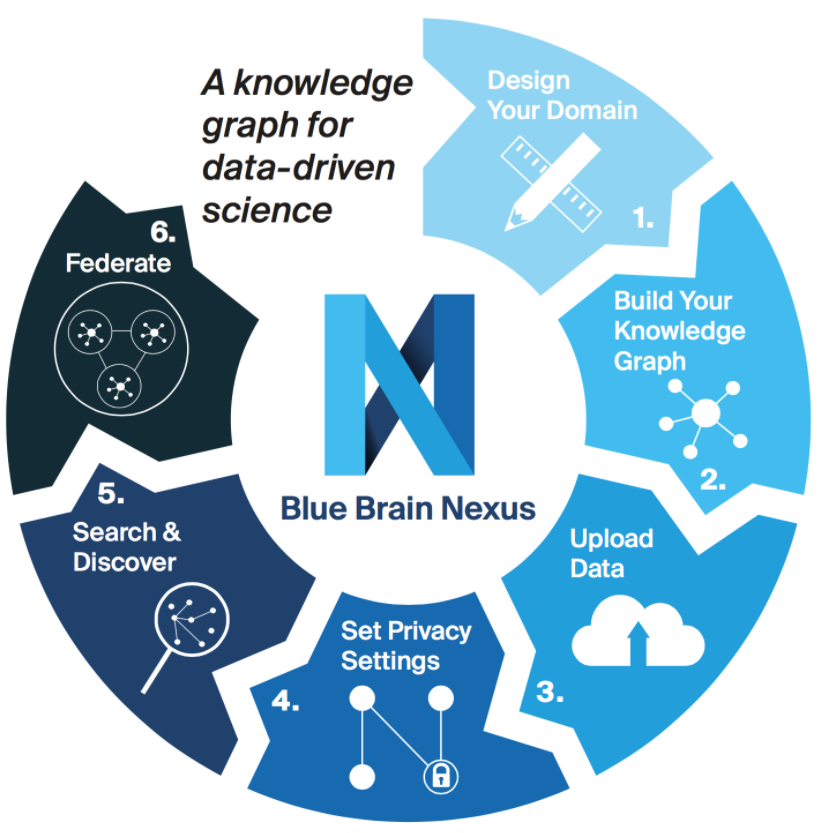 A knowledge
graph for
data-driven
science
Design
Your Domain
1.
Build Your
Knowledge
Graph
2.
Upload
Data
3.
Set Privacy
Settings
4.
5.
Search &
Discover
6.
Federate
Blue Brain Nexus